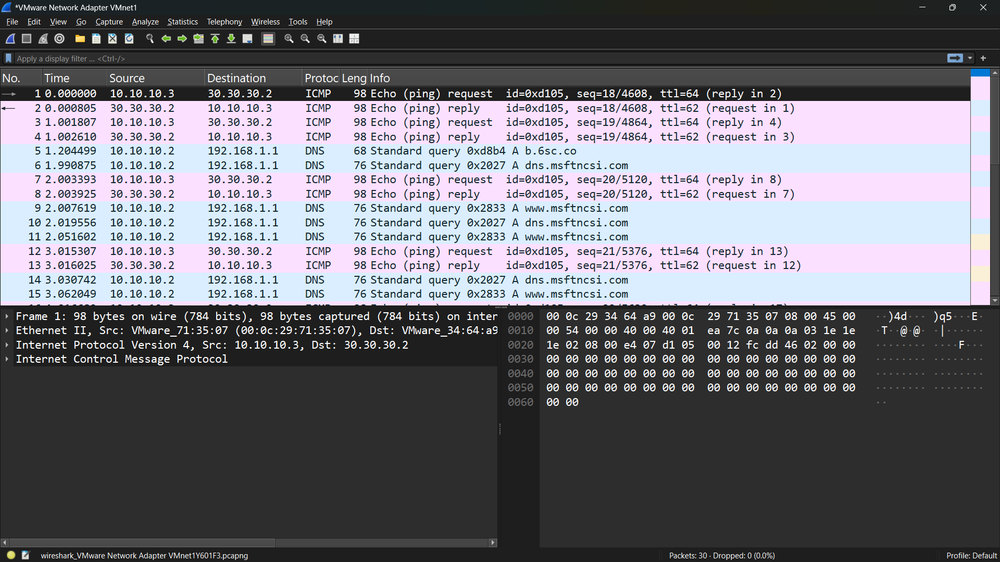 *VMware Network Adapter VMnet1
File Edit View Go Capture Analyze Statistics Telephony Wireless Tools Help
Apply a display filter ... <Ctrl-/>
No. Time Source Destination Protoc Leng Info
1 0.000000 10.10.10.3 30.30.30.2 ICMP 98 Echo (ping) request id=0xd105, seq=18/4608, ttl=64 (reply in 2)
2 0.000805 30.30.30.2 10.10.10.3 ICMP 98 Echo (ping) reply id=0xd105, seq=18/4608, ttl=62 (request in 1)
3 1.001807 10.10.10.3 30.30.30.2 ICMP 98 Echo (ping) request id=0xd105, seq=19/4864, ttl=64 (reply in 4)
4 1.002610 30.30.30.2 10.10.10.3 ICMP 98 Echo (ping) reply id=0xd105, seq=19/4864, ttl=62 (request in 3)
5 1.204499 10.10.10.2 192.168.1.1 DNS 68 Standard query 0xd8b4 A b.6sc.co
6 1.990875 10.10.10.2 192.168.1.1 DNS 76 Standard query 0x2027 A dns.msftncsi.com
7 2.003393 10.10.10.3 30.30.30.2 ICMP 98 Echo (ping) request id=0xd105, seq=20/5120, ttl=64 (reply in 8)
8 2.003925 30.30.30.2 10.10.10.3 ICMP 98 Echo (ping) reply id=0xd105, seq=20/5120, ttl=62 (request in 7)
9 2.007619 10.10.10.2 192.168.1.1 DNS 76 Standard query 0x2833 A www.msftncsi.com
10 2.019556 10.10.10.2 192.168.1.1 DNS 76 Standard query 0x2027 A dns.msftncsi.com
11 2.051602 10.10.10.2 192.168.1.1 DNS 76 Standard query 0x2833 A www.msftncsi.com
12 3.015307 10.10.10.3 30.30.30.2 ICMP 98 Echo (ping) request id=0xd105, seq=21/5376, ttl=64 (reply in 13)
13 3.016025 30.30.30.2 10.10.10.3 ICMP 98 Echo (ping) reply id=0xd105, seq=21/5376, ttl=62 (request in 12)
14 3.030742 10.10.10.2 192.168.1.1 DNS 76 Standard query 0x2027 A dns.msftncsi.com
15 3.062049 10.10.10.2 192.168.1.1 DNS 76 Standard query 0x2833 A www.msftncsi.com
Frame 1: 98 bytes on wire (784 bits), 98 bytes captured (784 bits) on inter
Ethernet II, Src: VMware_71:35:07 (00:0c:29:71:35:07), Dst: VMware_34:64:a9
Internet Protocol Version 4, Src: 10.10.10.3, Dst: 30.30.30.2
Internet Control Message Protocol
0000 00 0c 29 34 64 a9 00 0c 29 71 35 07 08 00 45 00 ··)4d··· )q5···E·
0010 00 54 00 00 40 00 40 01 ea 7c 0a 0a 0a 03 1e 1e ·T··@·@· ·|······
0020 1e 02 08 00 e4 07 d1 05 00 12 fc dd 46 02 00 00 ········ ····F···
0030 00 00 00 00 00 00 00 00 00 00 00 00 00 00 00 00 ········ ········
0040 00 00 00 00 00 00 00 00 00 00 00 00 00 00 00 00 ········ ········
0050 00 00 00 00 00 00 00 00 00 00 00 00 00 00 00 00 ········ ········
0060 00 00 ··
wireshark_VMware Network Adapter VMnet1Y601F3.pcapng
Packets: 30 · Dropped: 0 (0.0%)
Profile: Default